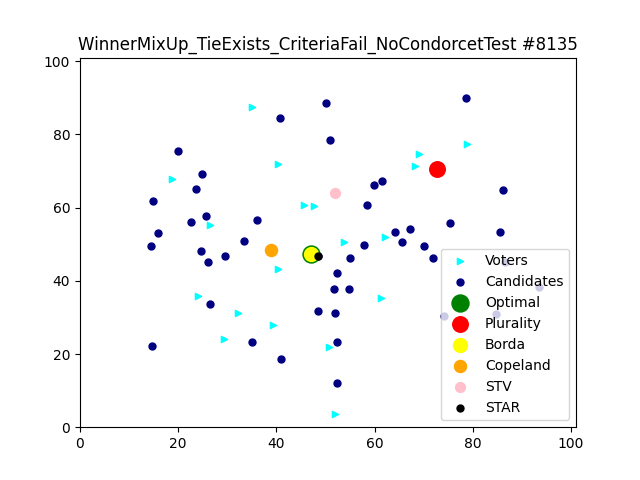 WinnerMixUp_TieExists_CriteriaFail_NoCondorcetTest #8135
100
80
60
40
20
0
0 20 40 60 80 100
Voters
Candidates
Optimal
Plurality
Borda
Copeland
STV
STAR